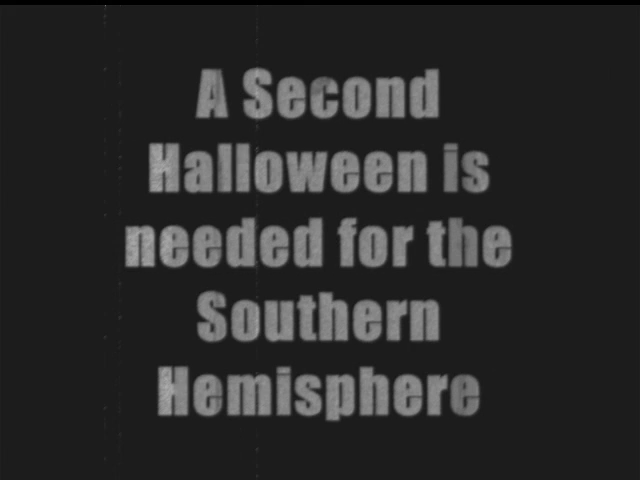 A Second
Halloween is
needed for the
Southern
Hemisphere